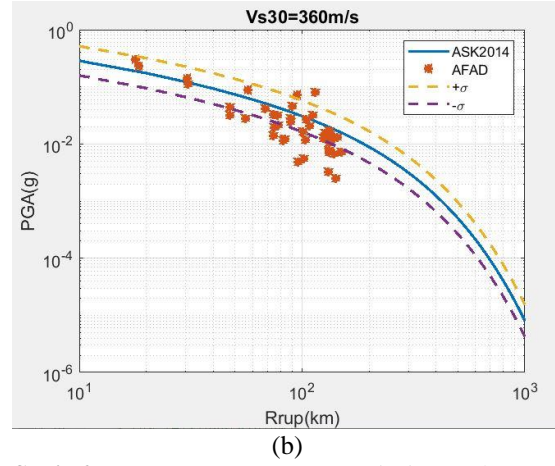 Vs30=360m/s
10^0
10^-2
10^-4
10^-6
PGA(g)
ASK2014
AFAD
+σ
-σ
10^1
10^2
10^3
Rrup(km)
(b)